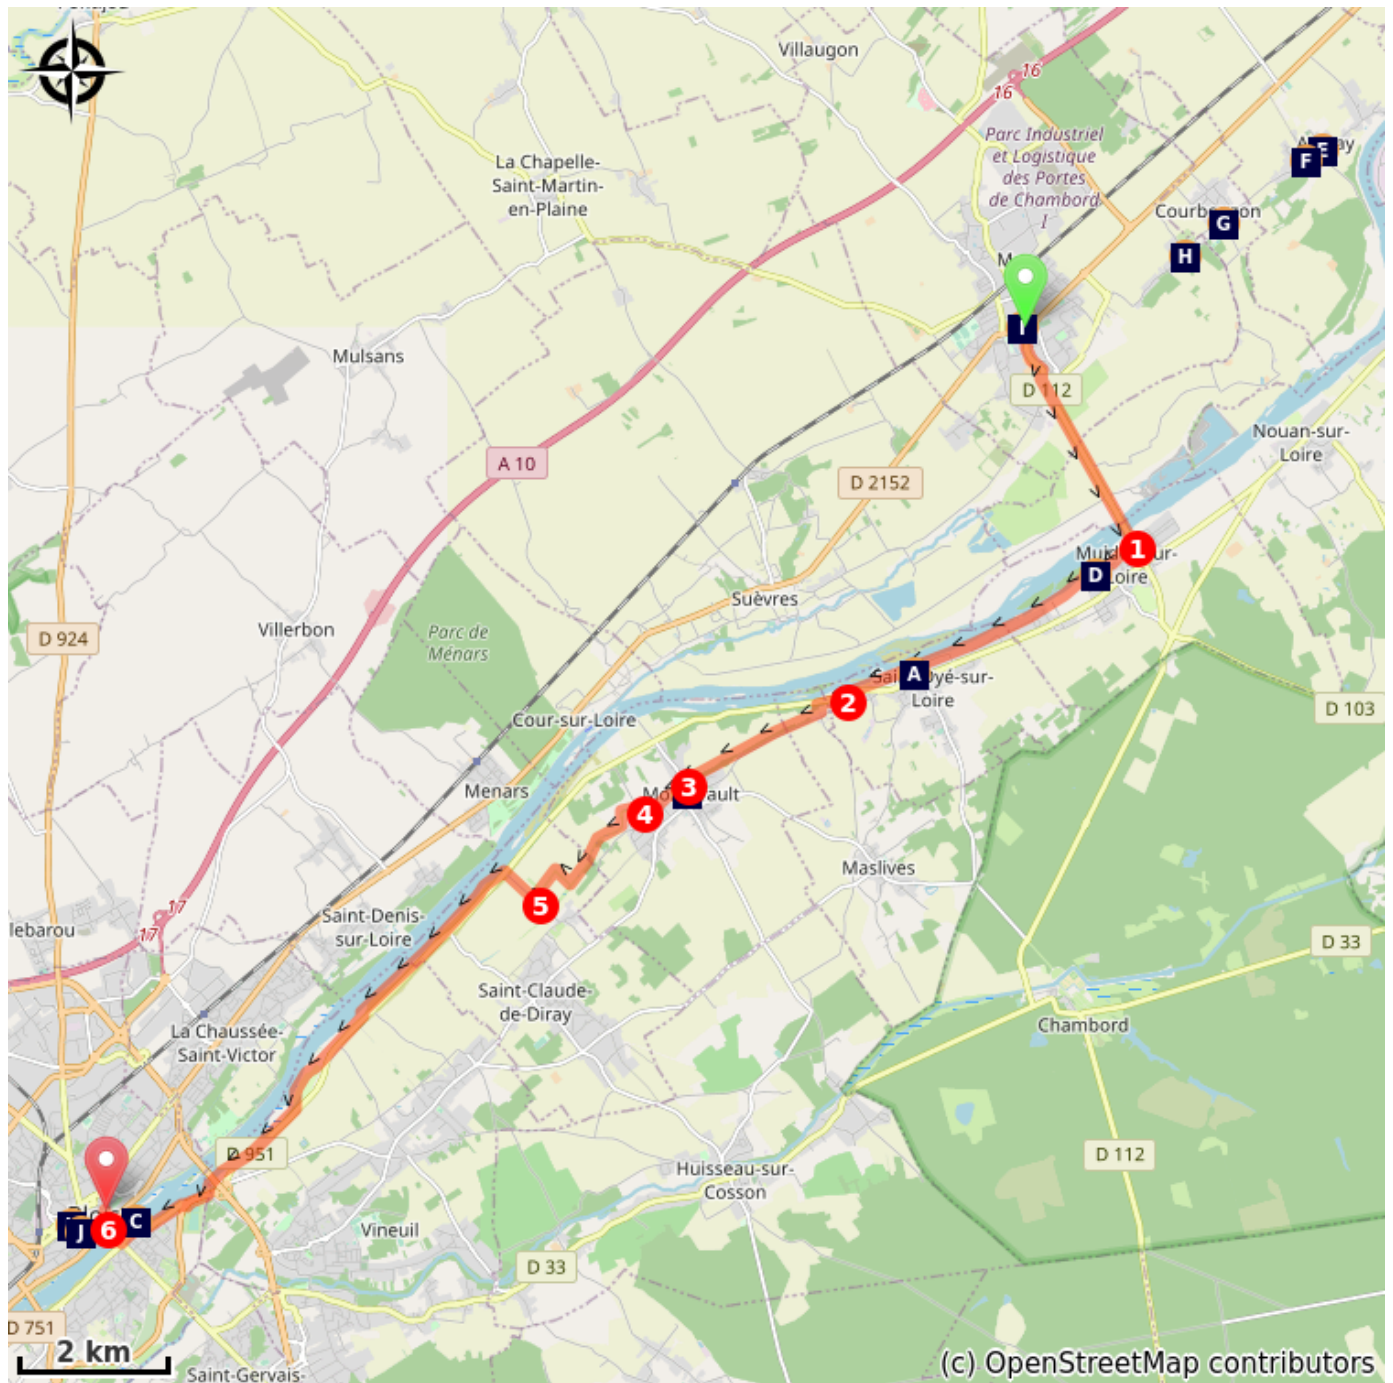 Villaugon
16
16
La Chapelle-
Saint-Martin-
en-Plaine
Parc Industriel
et Logistique
des Portes
de Chambord
I
E
F
G
H
I
Mulsans
D 112
A 10
D 2152
Nouan-sur-
Loire
1
D
Loire
Suèvres
Villerbon
Parc de
Ménars
D 924
A
Loire
2
D 103
Cour-sur-Loire
Menars
3
4
Maslives
5
17
17
Saint-Denis-
sur-Loire
lebarou
D 33
Saint-Claude-
de-Diray
Chambord
La Chaussée-
Saint-Victor
D 951
D 112
Huisseau-sur-
Cosson
C
J
6
Vineuil
D 33
D 751
2 km
Saint-Gervais-
(c) OpenStreetMap contributors